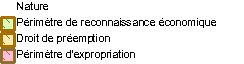 Nature
Périmètre de reconnaissance économique
Droit de préemption
Périmètre d'expropriation